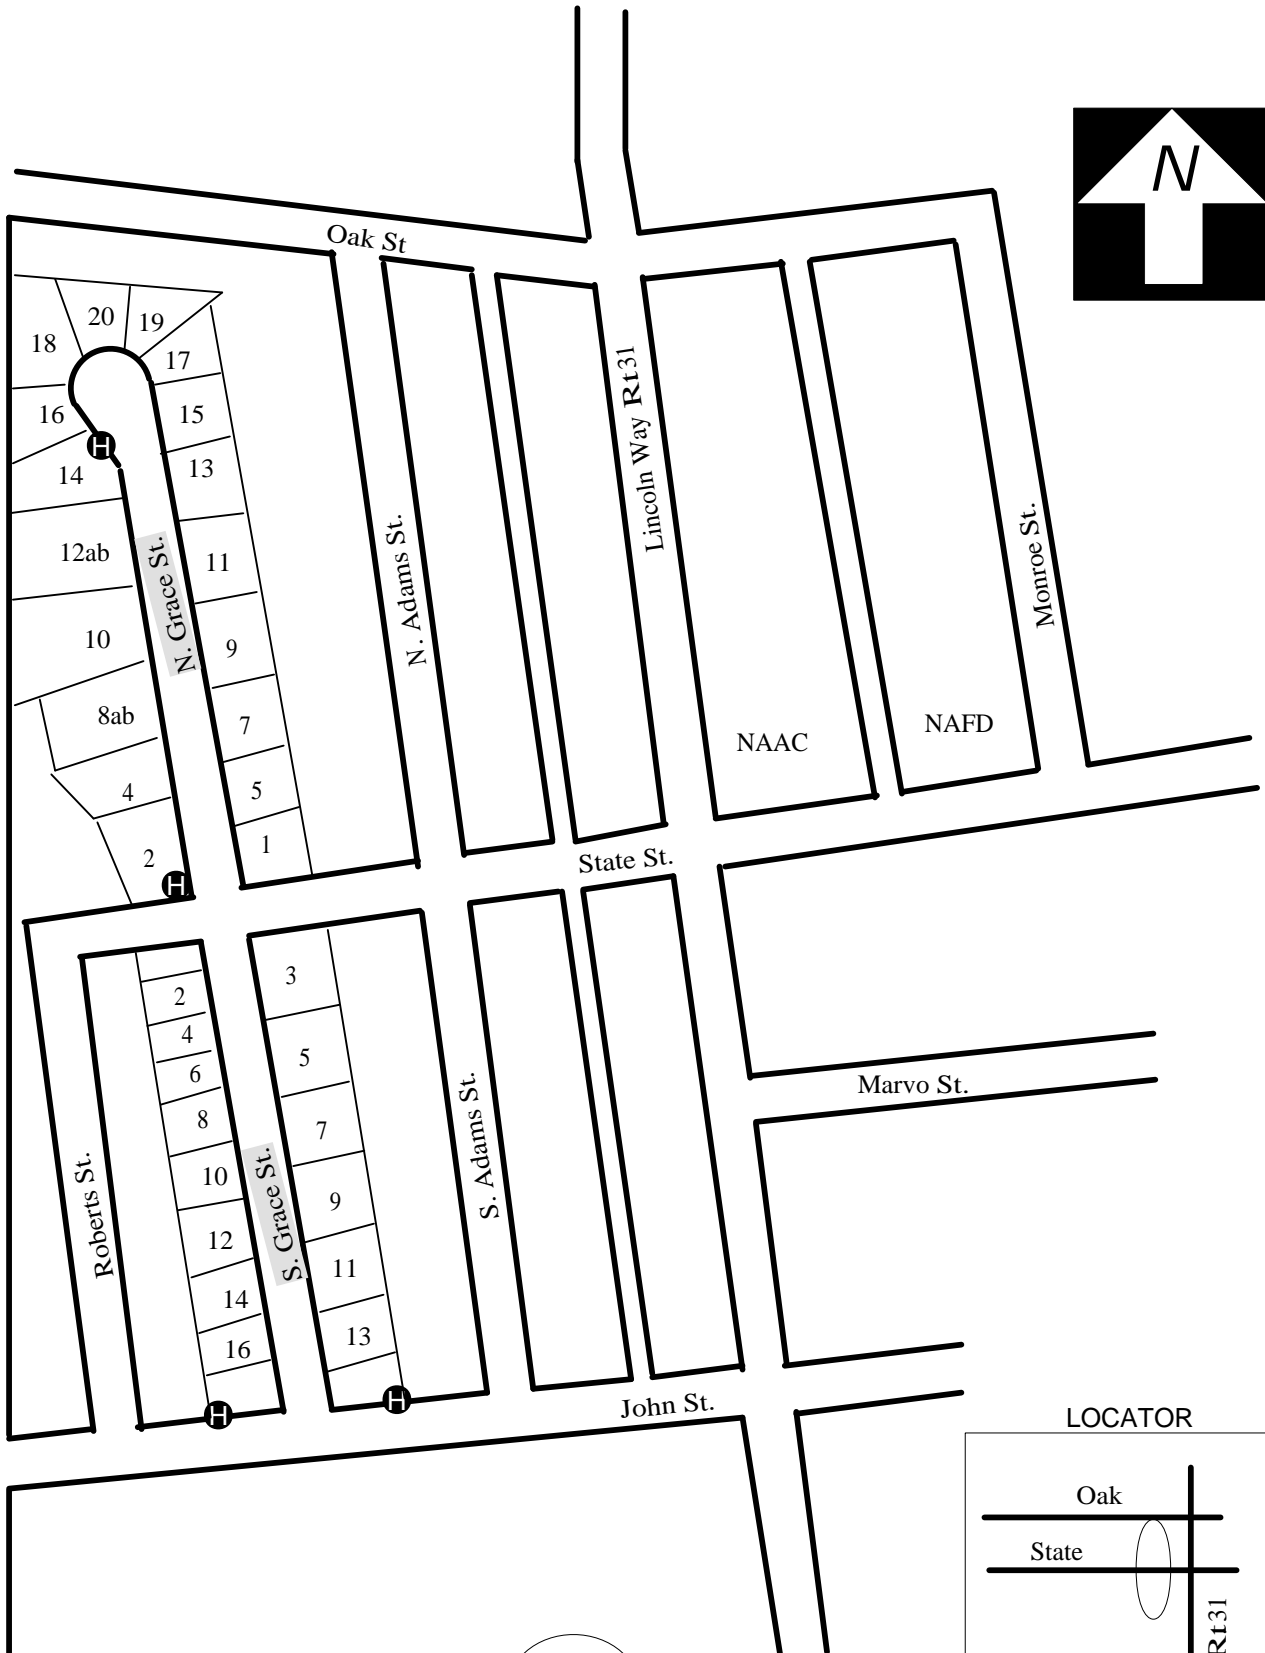 N
Oak St
20
19
18
17
16
15
H
14
13
12ab
11
N. Grace St.
10
9
8ab
7
4
5
2
1
H
N. Adams St.
Lincoln Way Rt31
Monroe St.
NAAC
NAFD
State St.
3
2
4
5
6
8
7
10
9
12
11
14
13
16
Roberts St.
S. Grace St.
S. Adams St.
Marvo St.
H
H
John St.
LOCATOR
Oak
State
Rt31